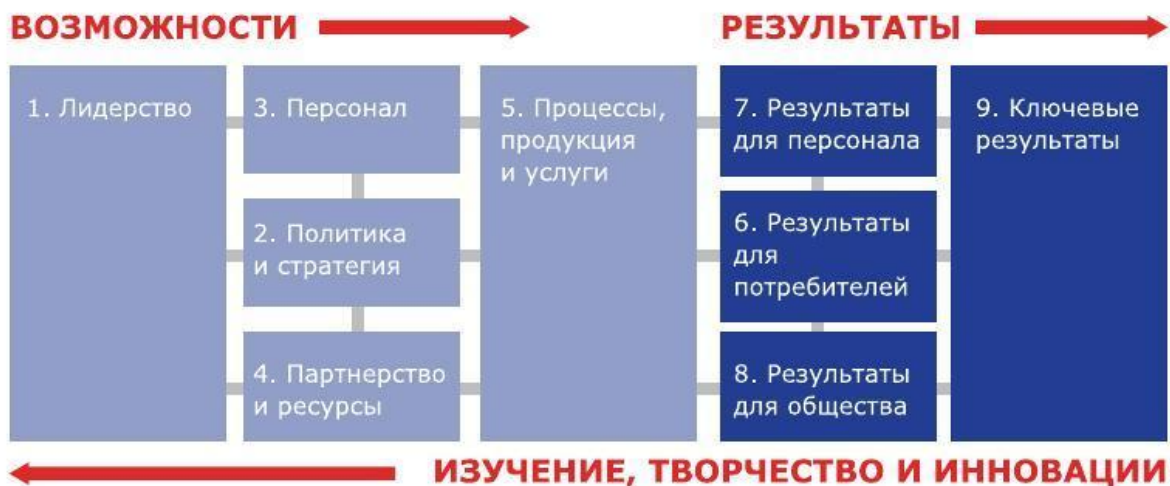 ВОЗМОЖНОСТИ
РЕЗУЛЬТАТЫ
1. Лидерство
3. Персонал
2. Политика
и стратегия
4. Партнерство
и ресурсы
5. Процессы,
продукция
и услуги
7. Результаты
для персонала
6. Результаты
для
потребителей
8. Результаты
для общества
9. Ключевые
результаты
ИЗУЧЕНИЕ, ТВОРЧЕСТВО И ИННОВАЦИИ